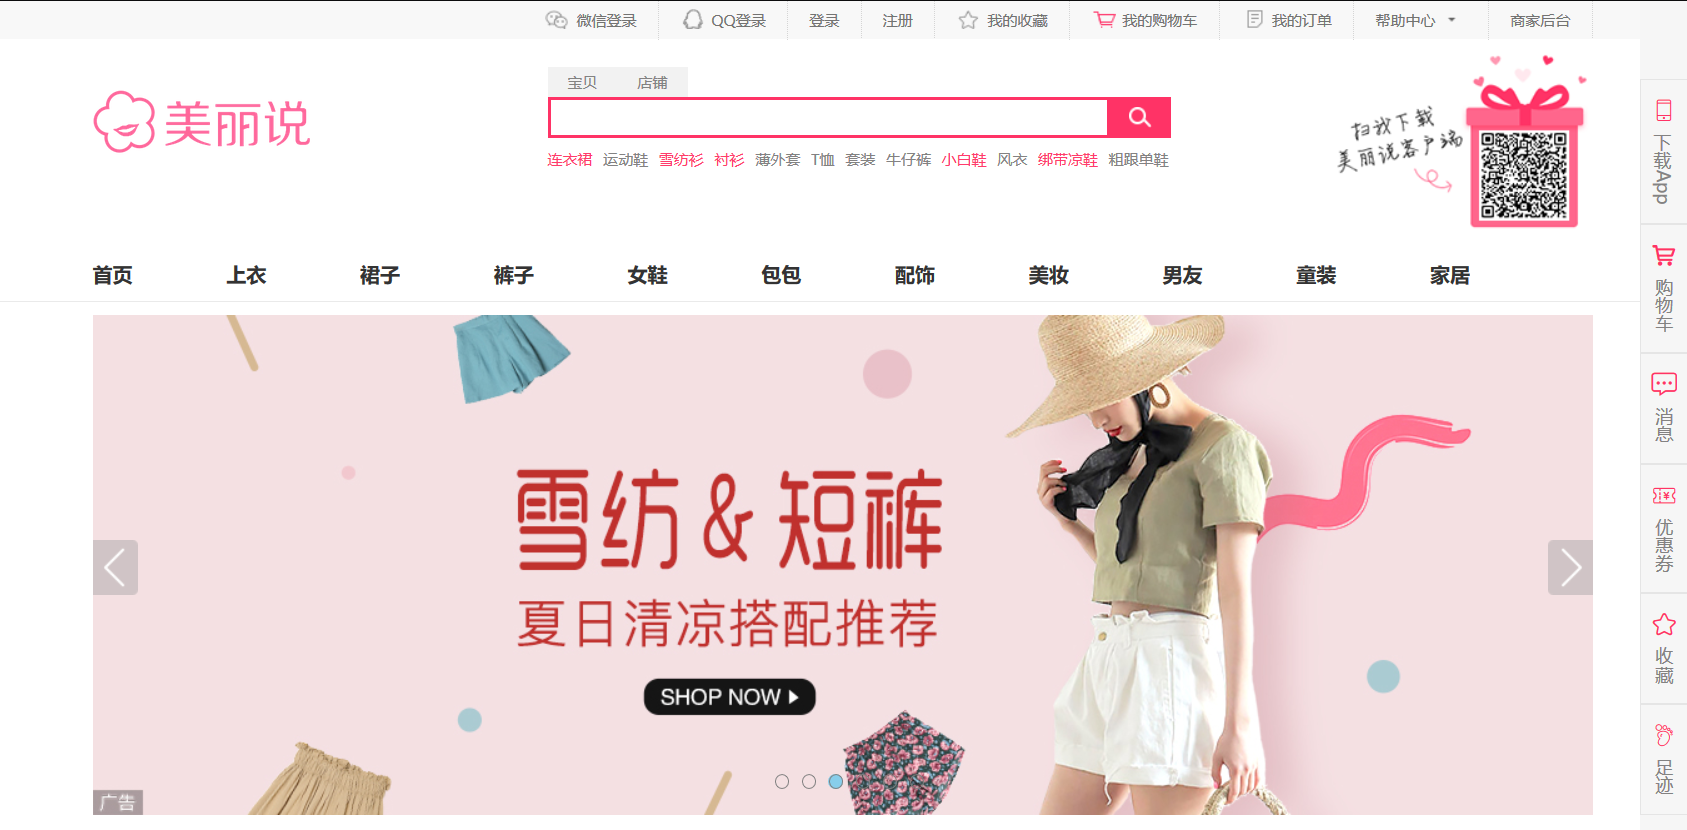 微信登录 QQ登录 登录 注册 我的收藏 我的购物车 我的订单 帮助中心 商家后台
美丽说
宝贝 店铺
连衣裙 运动鞋 雪纺衫 衬衫 薄外套 T恤 套装 牛仔裤 小白鞋 风衣 绑带凉鞋 粗跟单鞋
扫我下载
美丽说客户端
首页 上衣 裙子 裤子 女鞋 包包 配饰 美妆 男友 童装 家居
雪纺&短裤
夏日清凉搭配推荐
SHOP NOW
广告
下载App
购物车
消息
优惠券
收藏
足迹